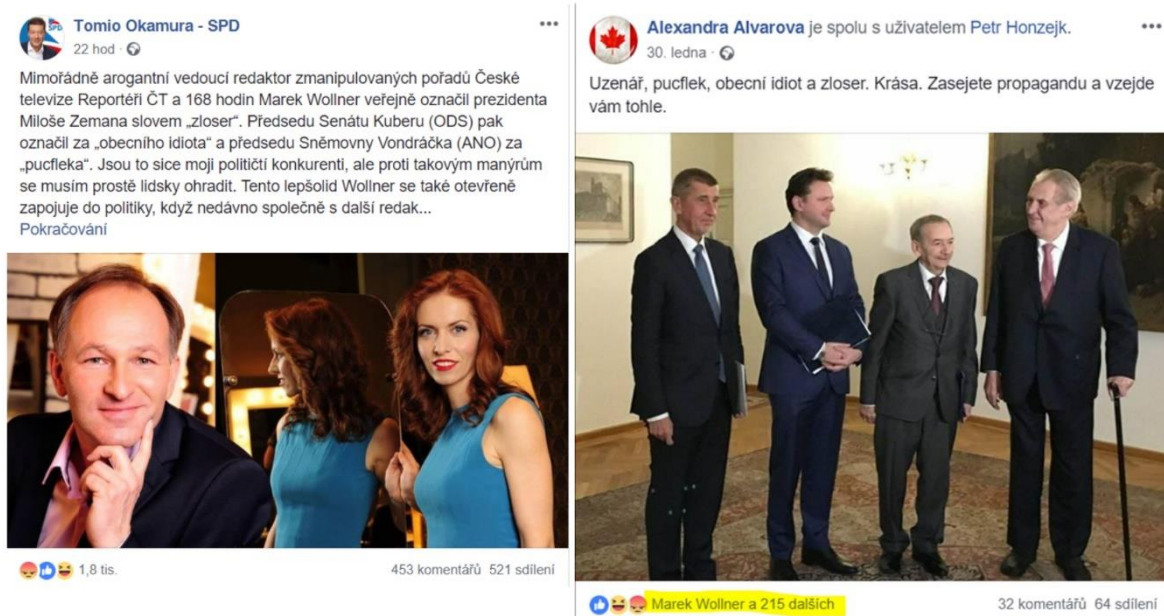 Tomio Okamura - SPD
22 hod ·
Mimořádně arogantní vedoucí redaktor zmanipulovaných pořadů České
televize Reportéři ČT a 168 hodin Marek Wollner veřejně označil prezidenta
Miloše Zemana slovem „zloser“. Předsedu Senátu Kuberu (ODS) pak
označil za „obecního idiota“ a předsedu Sněmovny Vondráčka (ANO) za
„pucfleka“. Jsou to sice moji političtí konkurenti, ale proti takovým manýrům
se musím prostě lidsky ohradit. Tento lepšolid Wollner se také otevřeně
zapojuje do politiky, když nedávno společně s další redak...
Pokračování
1,8 tis.
453 komentářů 521 sdílení
Alexandra Alvarova je spolu s uživatelem Petr Honzejk.
30. ledna ·
Uzenář, pucflek, obecní idiot a zloser. Krása. Zasejete propagandu a vzejde
vám tohle.
Marek Wollner a 215 dalších
32 komentářů 64 sdílení